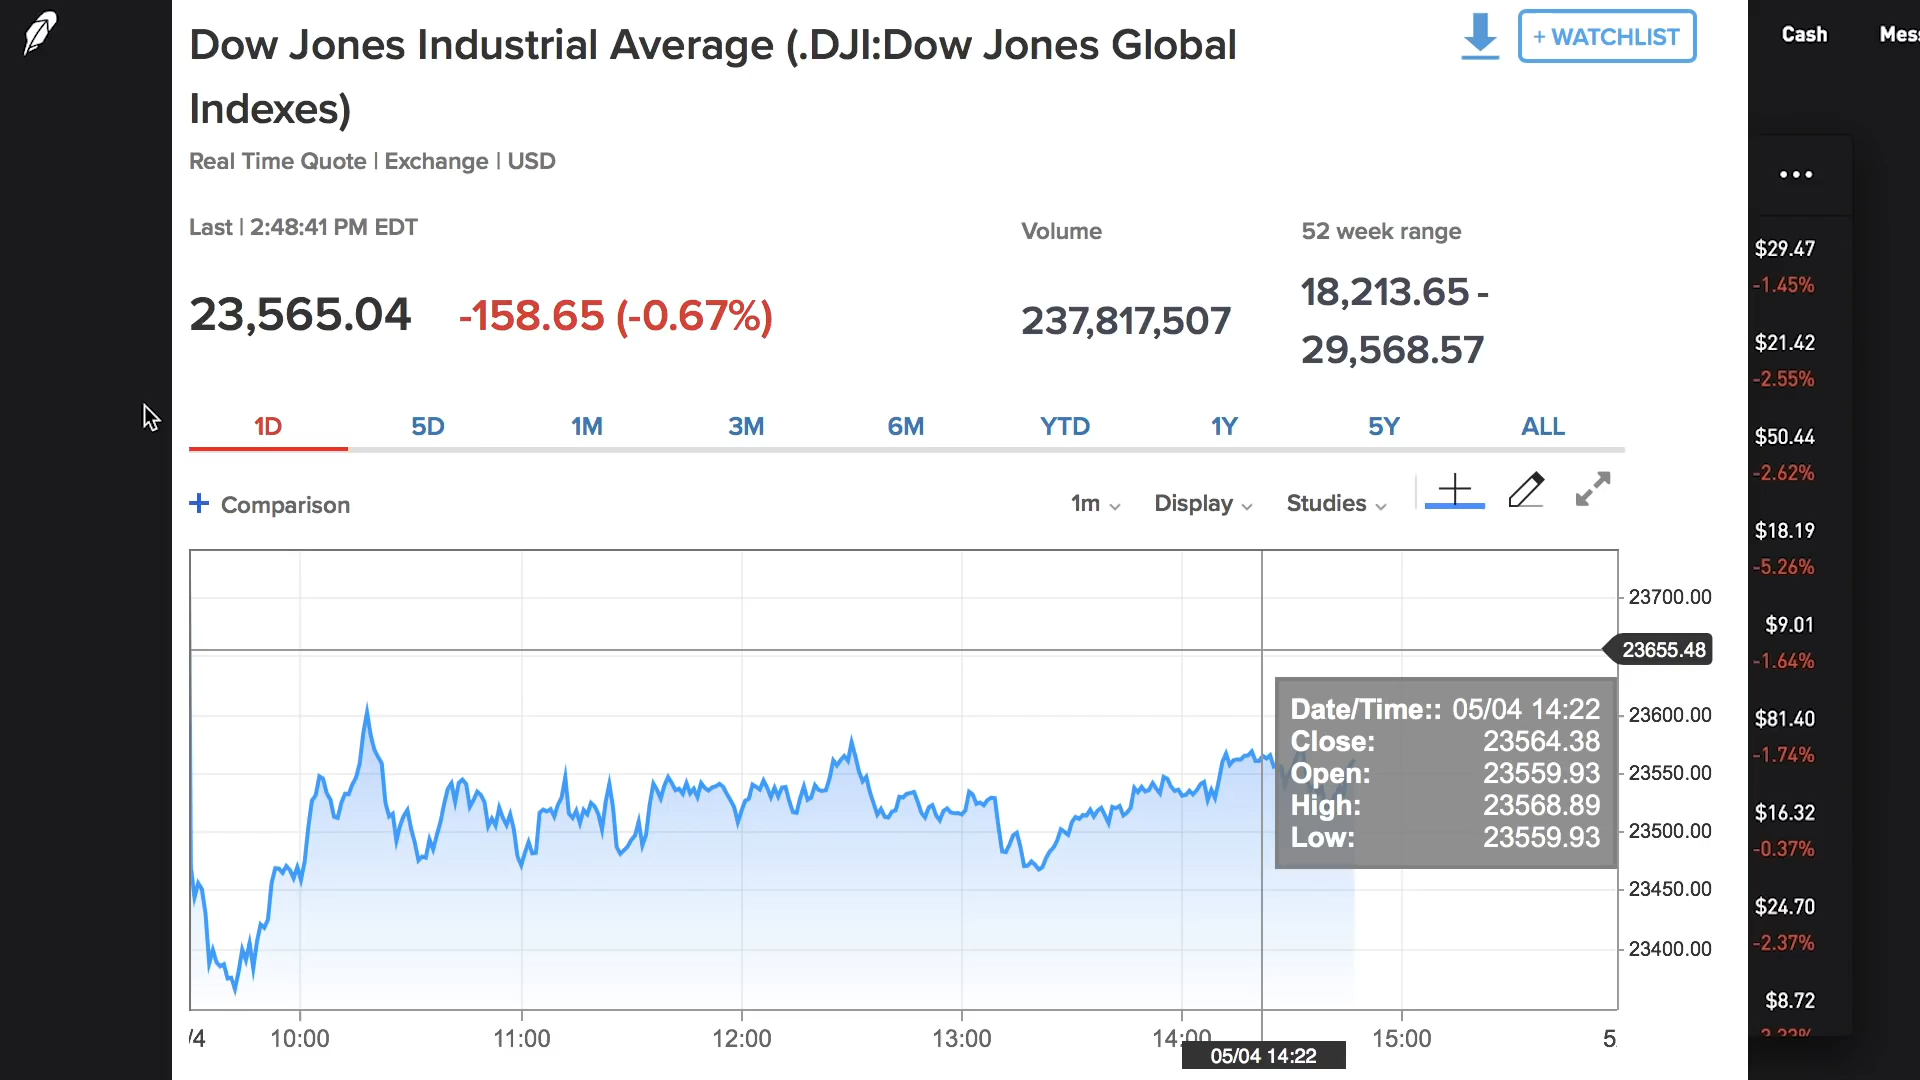 Cash
Mes
Dow Jones Industrial Average (.DJI:Dow Jones Global
Indexes)
+ WATCHLIST
Real Time Quote | Exchange | USD
Last | 2:48:41 PM EDT
Volume
52 week range
23,565.04 -158.65 (-0.67%)
237,817,507
18,213.65 -
29,568.57
1D 5D 1M 3M 6M YTD 1Y 5Y ALL
+ Comparison
1m Display Studies
23700.00
23655.48
23600.00
23550.00
23500.00
23450.00
23400.00
Date/Time:: 05/04 14:22
Close: 23564.38
Open: 23559.93
High: 23568.89
Low: 23559.93
/4 10:00 11:00 12:00 13:00 14:00 15:00 5
05/04 14:22
$29.47
-1.45%
$21.42
-2.55%
$50.44
-2.62%
$18.19
-5.26%
$9.01
-1.64%
$81.40
-1.74%
$16.32
-0.37%
$24.70
-2.37%
$8.72